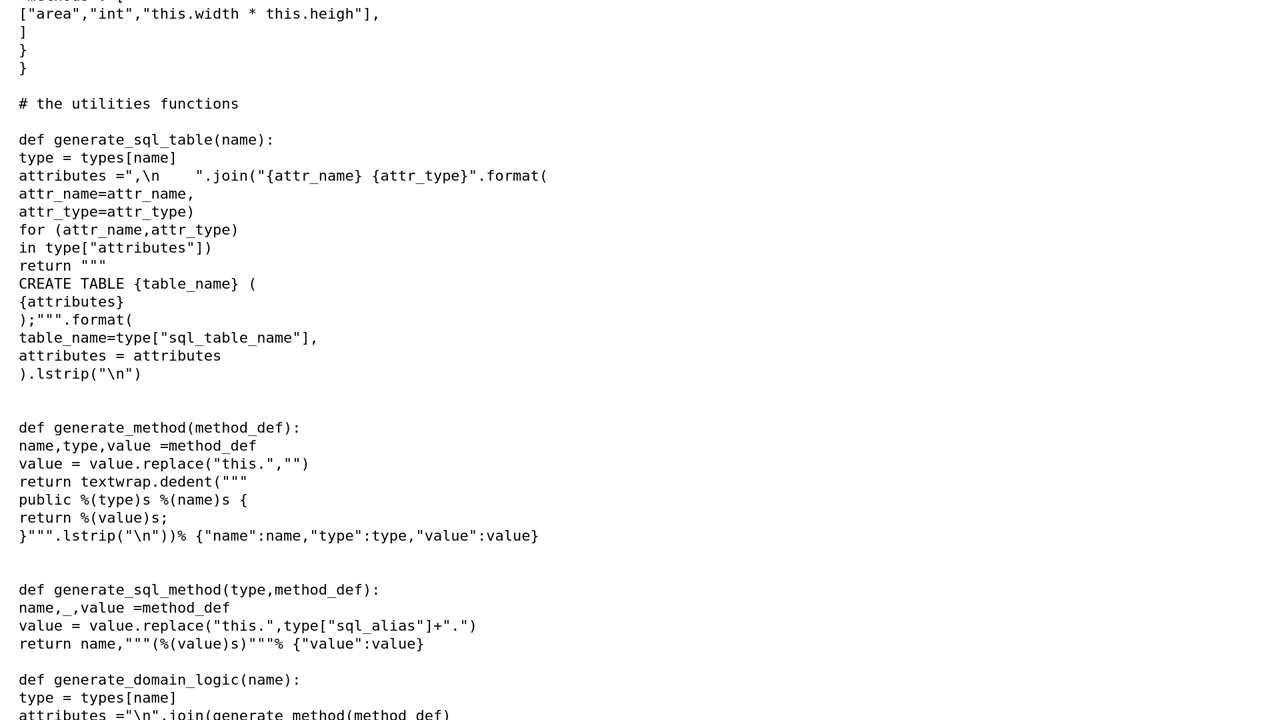 ["area","int","this.width * this.heigh"],
]
}
}
# the utilities functions
def generate_sql_table(name):
type = types[name]
attributes =",\n    ".join("{attr_name} {attr_type}".format(
attr_name=attr_name,
attr_type=attr_type)
for (attr_name,attr_type)
in type["attributes"])
return """
CREATE TABLE {table_name} (
{attributes}
);""".format(
table_name=type["sql_table_name"],
attributes = attributes
).lstrip("\n")
def generate_method(method_def):
name,type,value =method_def
value = value.replace("this.","")
return textwrap.dedent("""
public %(type)s %(name)s {
return %(value)s;
}""".lstrip("\n"))% {"name":name,"type":type,"value":value}
def generate_sql_method(type,method_def):
name,_,value =method_def
value = value.replace("this.",type["sql_alias"]+".")
return name,"""(%(value)s)"""% {"value":value}
def generate_domain_logic(name):
type = types[name]
attributes ="\n".join(generate_method(method_def)